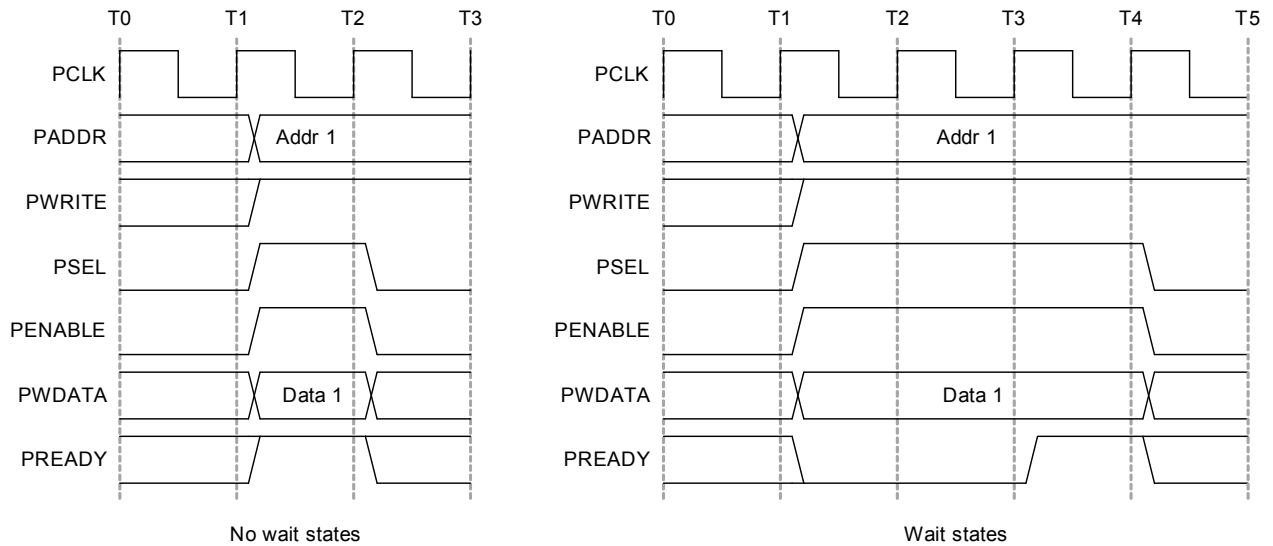 T0 T1 T2 T3
PCLK
PADDR Addr 1
PWRITE
PSEL
PENABLE
PWDATA Data 1
PREADY
No wait states
T0 T1 T2 T3 T4 T5
PCLK
PADDR Addr 1
PWRITE
PSEL
PENABLE
PWDATA Data 1
PREADY
Wait states